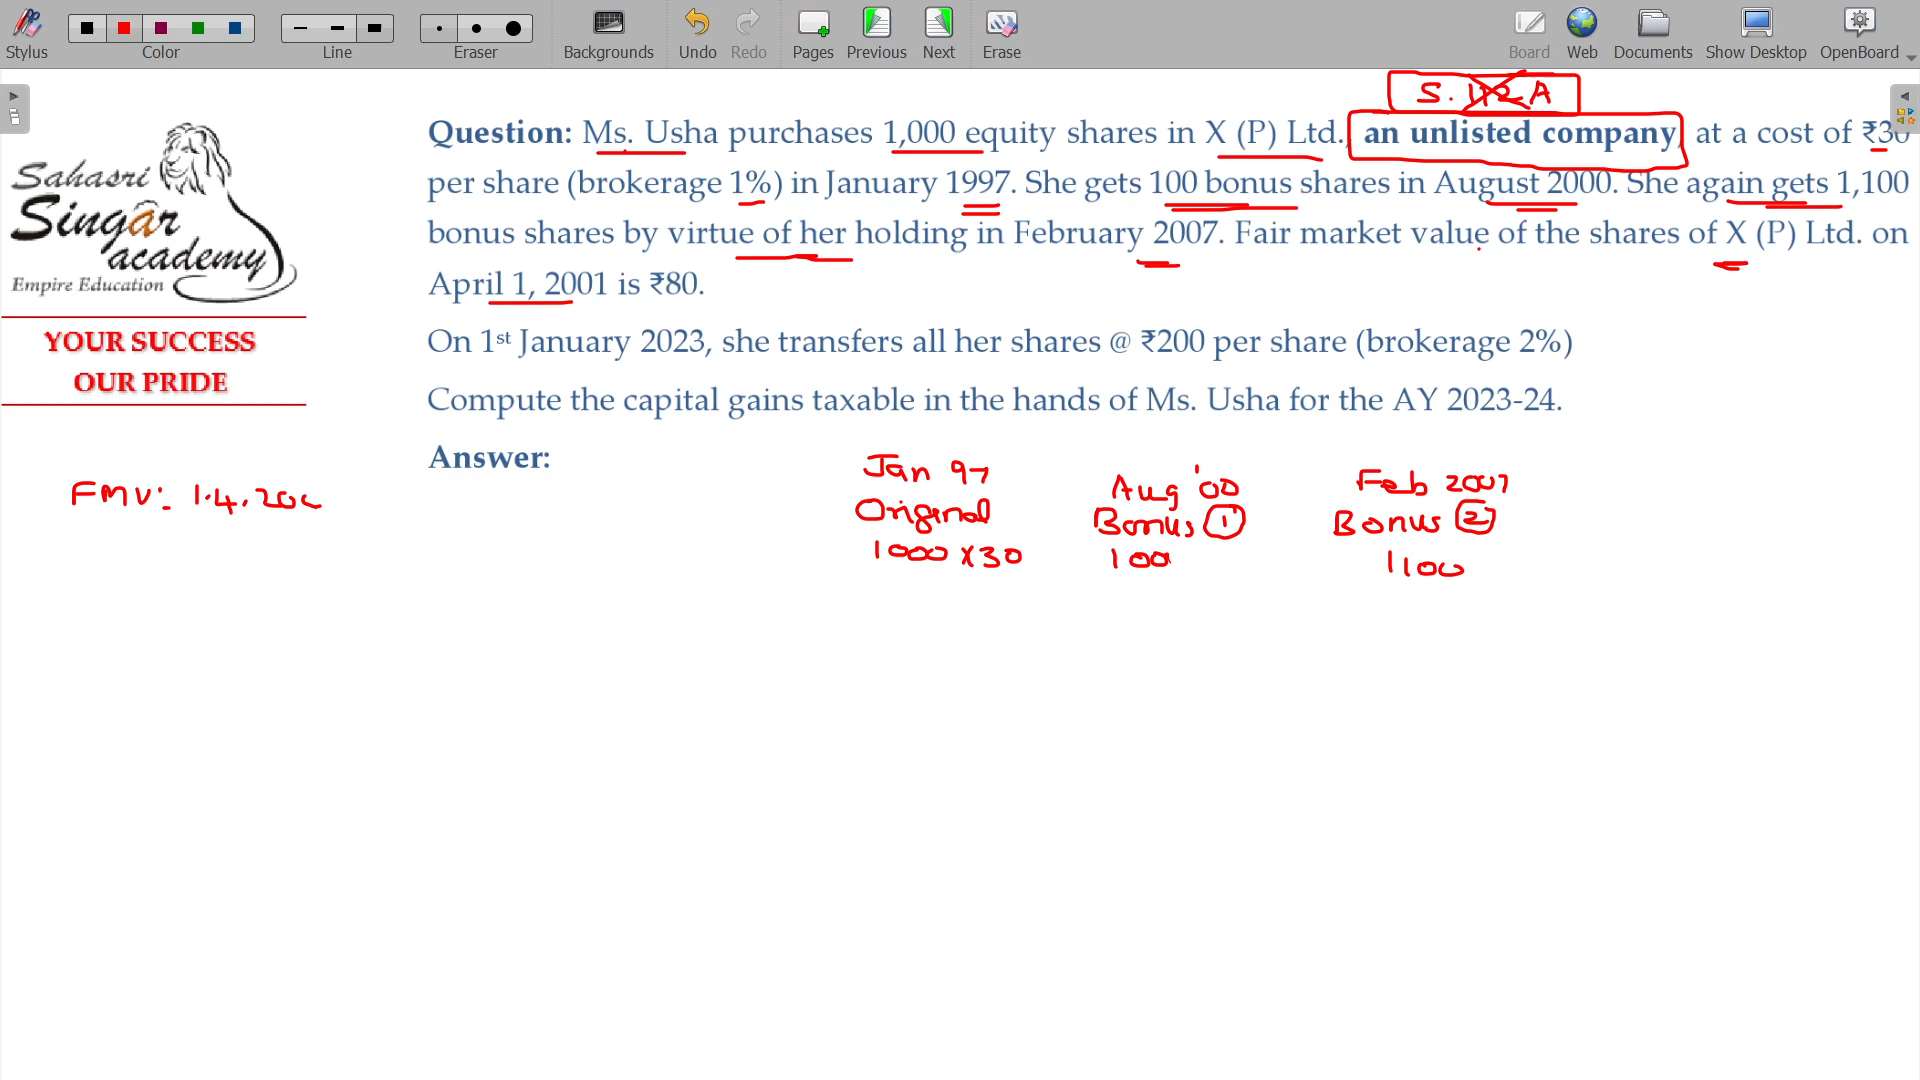 Stylus
Color
Line
Eraser
Backgrounds
Undo
Redo
Pages
Previous
Next
Erase
Board
Web
Documents
Show Desktop
OpenBoard
S. 112 A
Question: Ms. Usha purchases 1,000 equity shares in X (P) Ltd., an unlisted company, at a cost of ₹30
per share (brokerage 1%) in January 1997. She gets 100 bonus shares in August 2000. She again gets 1,100
bonus shares by virtue of her holding in February 2007. Fair market value of the shares of X (P) Ltd. on
April 1, 2001 is ₹80.
On 1st January 2023, she transfers all her shares @ ₹200 per share (brokerage 2%)
Compute the capital gains taxable in the hands of Ms. Usha for the AY 2023-24.
Answer:
Sahasri
Singar
academy
Empire Education
YOUR SUCCESS
OUR PRIDE
FMV: 1.4.200
Jan 97
Original
1000 x 30
Aug '00
Bonus 1
100
Feb 2007
Bonus 2
1100